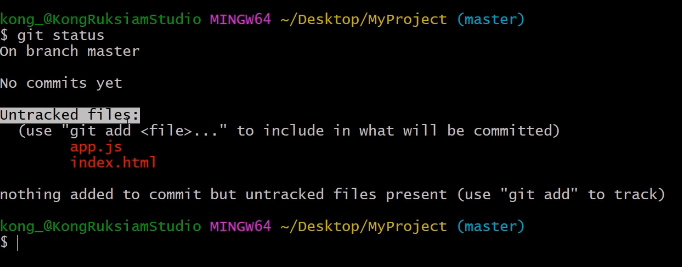 kong_@KongRuksiamStudio MINGW64 ~/Desktop/MyProject (master)
$ git status
On branch master
No commits yet
Untracked files:
(use "git add <file>..." to include in what will be committed)
app.js
index.html
nothing added to commit but untracked files present (use "git add" to track)
kong_@KongRuksiamStudio MINGW64 ~/Desktop/MyProject (master)
$